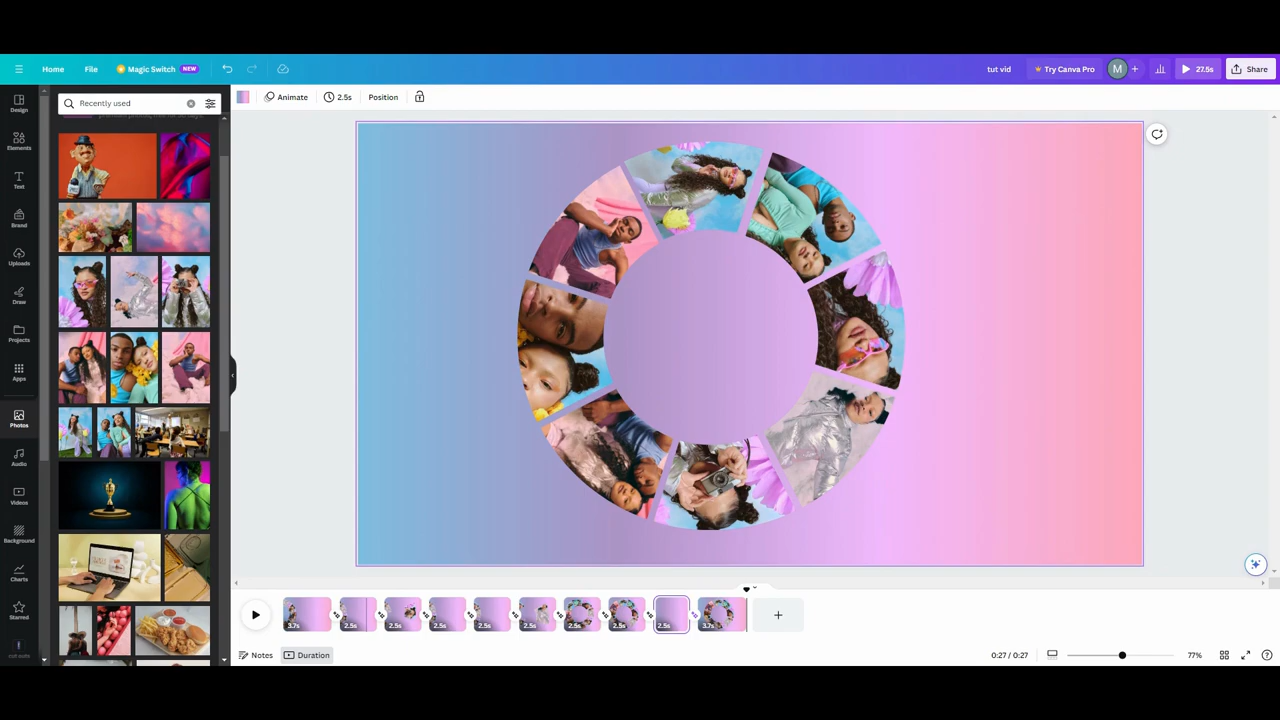 Home File Magic Switch NEW tut vid Try Canva Pro M 27.5s Share
Design
Recently used
Animate 2.5s Position
Elements
Text
Brand
Uploads
Draw
Projects
Apps
Photos
Audio
Videos
Background
Charts
Starred
3.7s 2.5s 2.5s 2.5s 2.5s 2.5s 2.5s 2.5s 2.5s 3.7s
Notes Duration 0:27 / 0:27 77%